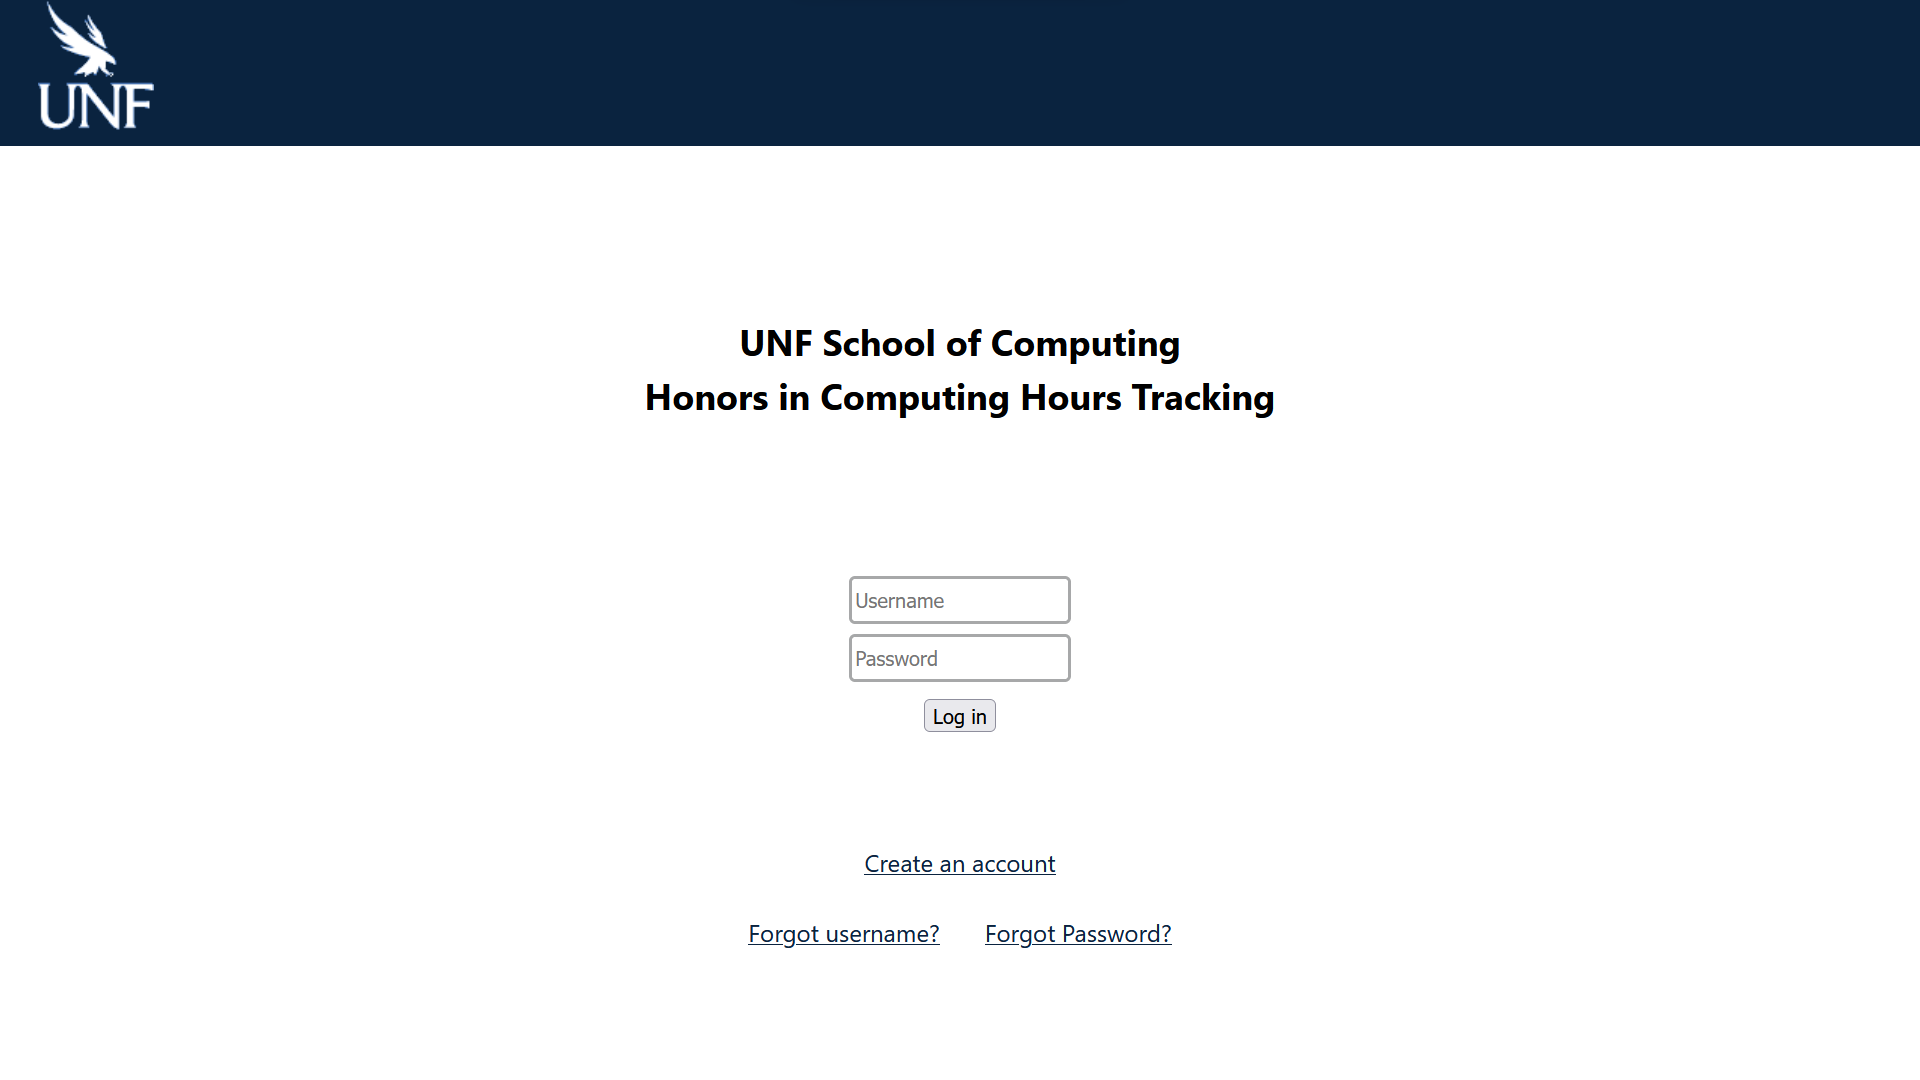 UNF
UNF School of Computing
Honors in Computing Hours Tracking
Username
Password
Log in
Create an account
Forgot username? Forgot Password?